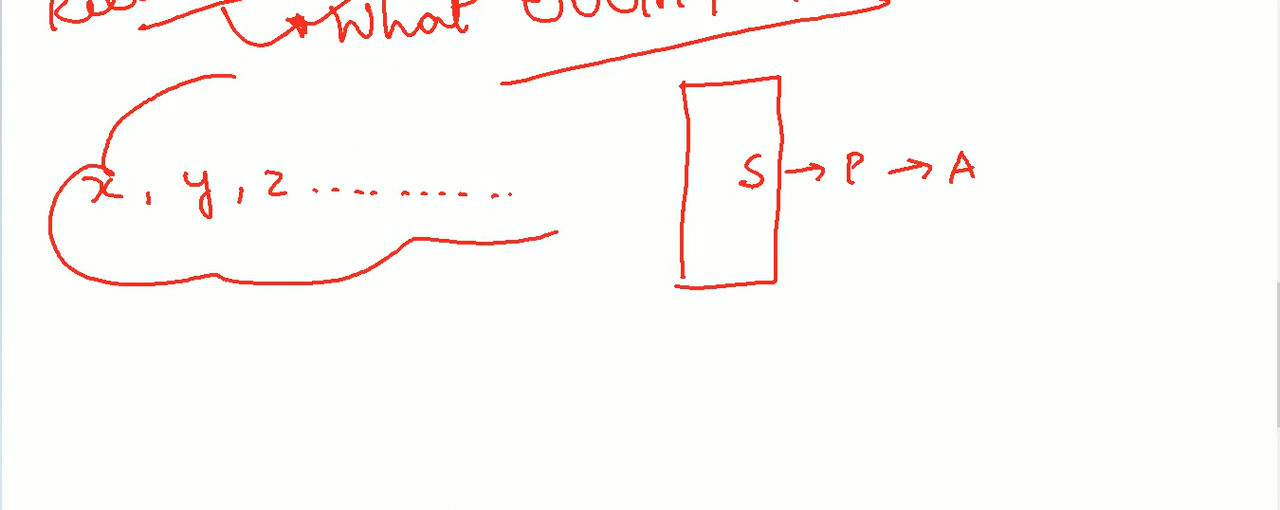 What
x, y, z ..........
S → P → A